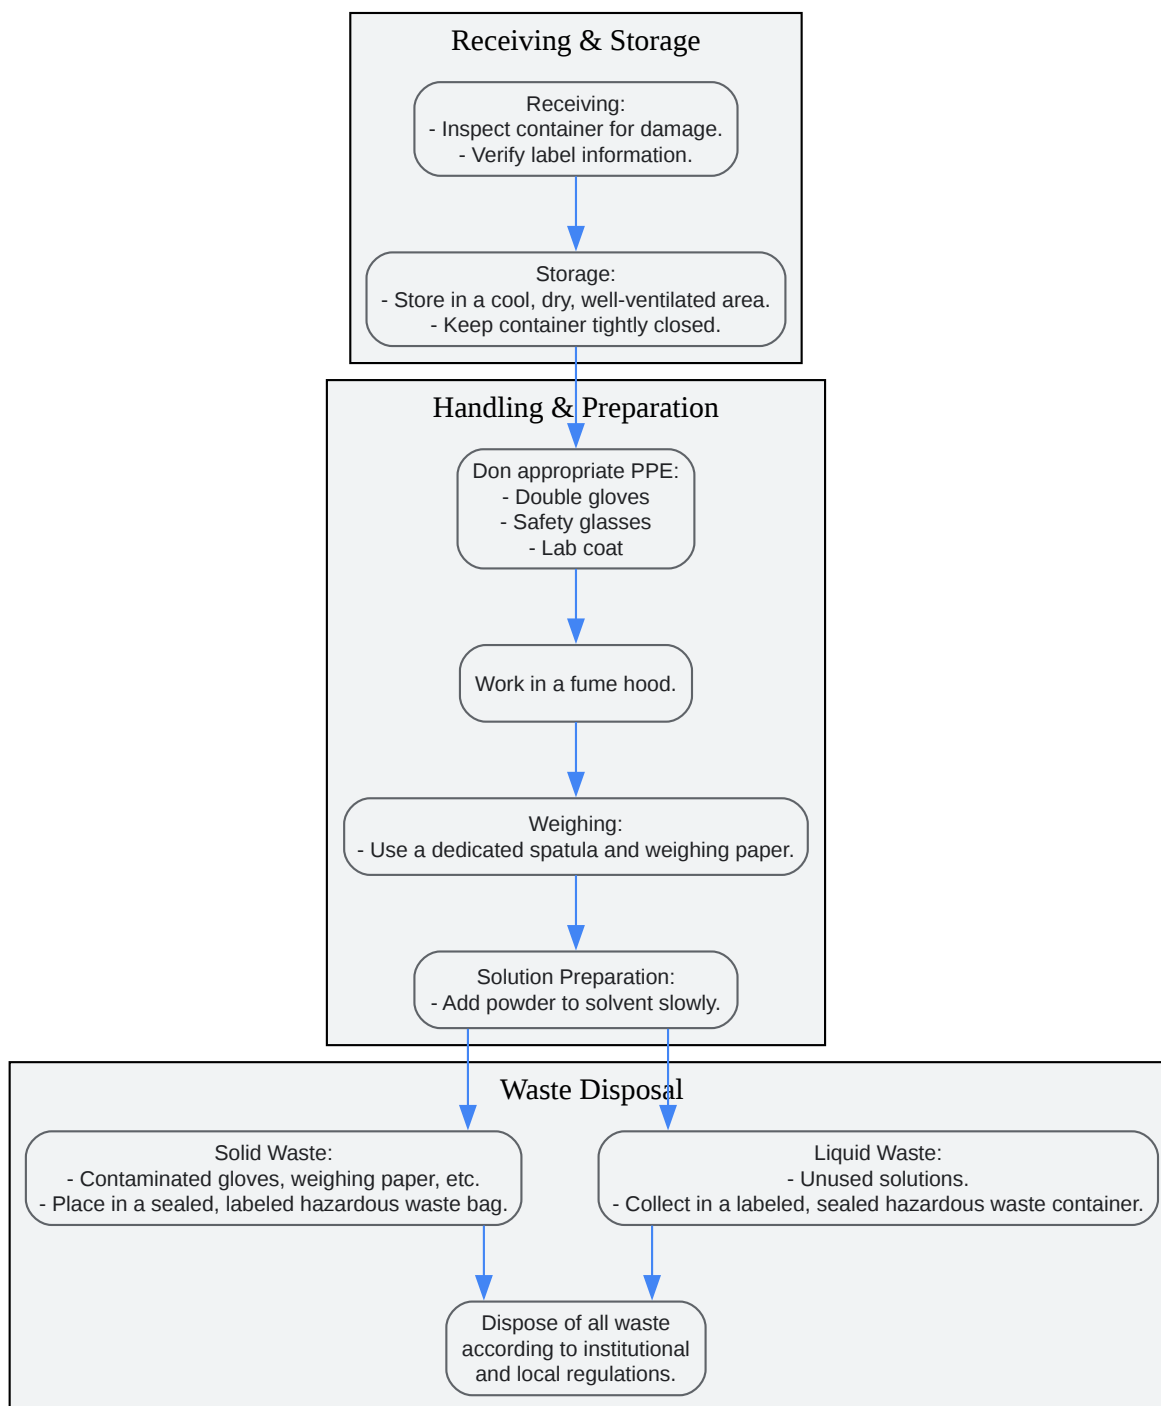 Receiving & Storage
Receiving:
- Inspect container for damage.
- Verify label information.
Storage:
- Store in a cool, dry, well-ventilated area.
- Keep container tightly closed.
Handling & Preparation
Don appropriate PPE:
- Double gloves
- Safety glasses
- Lab coat
Work in a fume hood.
Weighing:
- Use a dedicated spatula and weighing paper.
Solution Preparation:
- Add powder to solvent slowly.
Waste Disposal
Solid Waste:
- Contaminated gloves, weighing paper, etc.
- Place in a sealed, labeled hazardous waste bag.
Liquid Waste:
- Unused solutions.
- Collect in a labeled, sealed hazardous waste container.
Dispose of all waste
according to institutional
and local regulations.